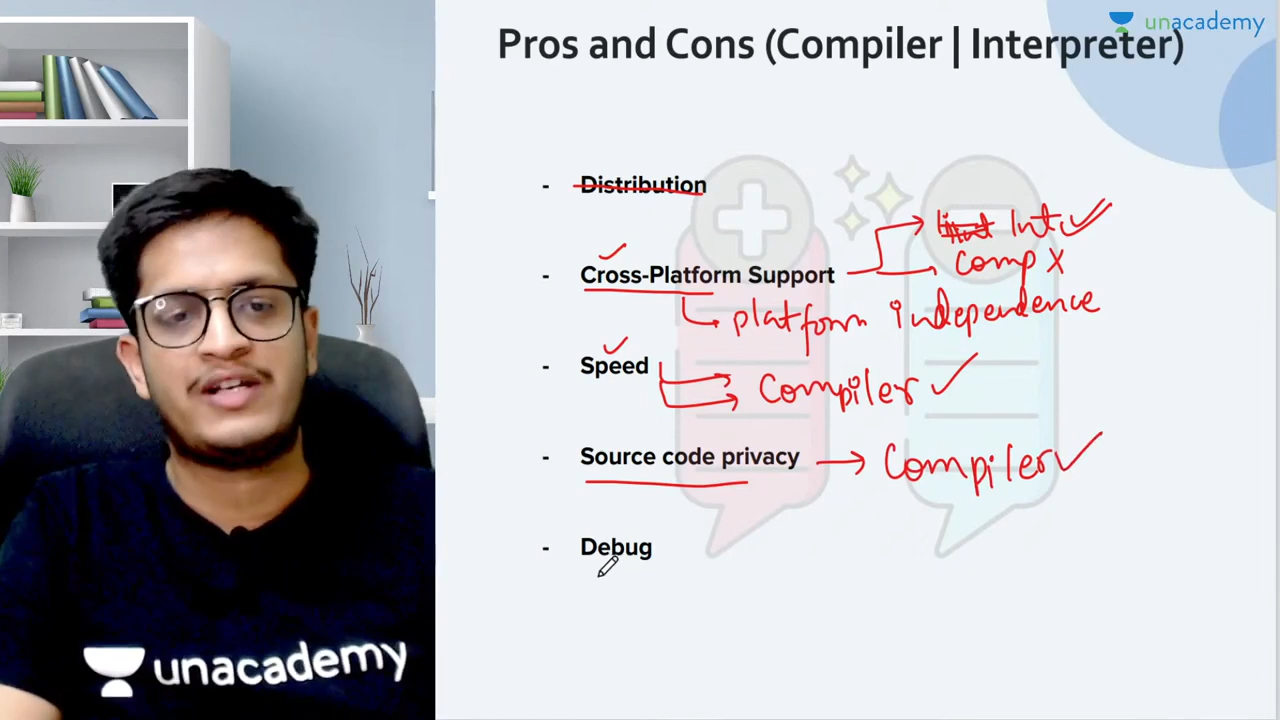 Pros and Cons (Compiler | Interpreter)
unacademy
- Distribution
- Cross-Platform Support
Int
comp X
platform independence
- Speed
Compiler
- Source code privacy
Compiler
- Debug
unacademy